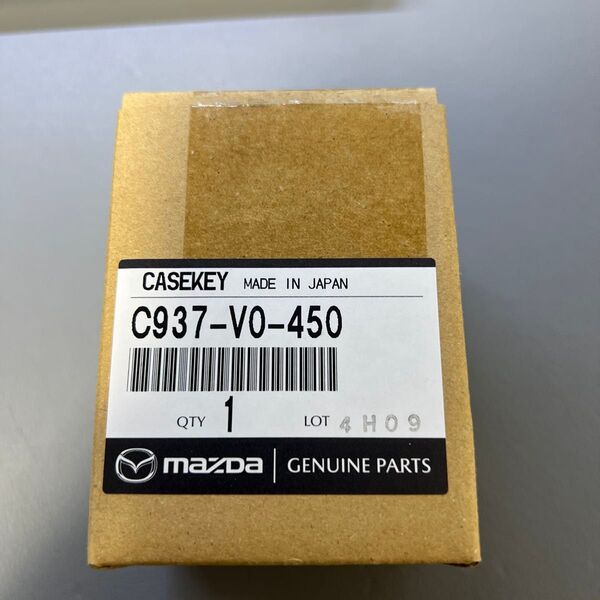 CASEKEY MADE IN JAPAN
C937-V0-450
QTY 1 LOT 4H09
mazda GENUINE PARTS